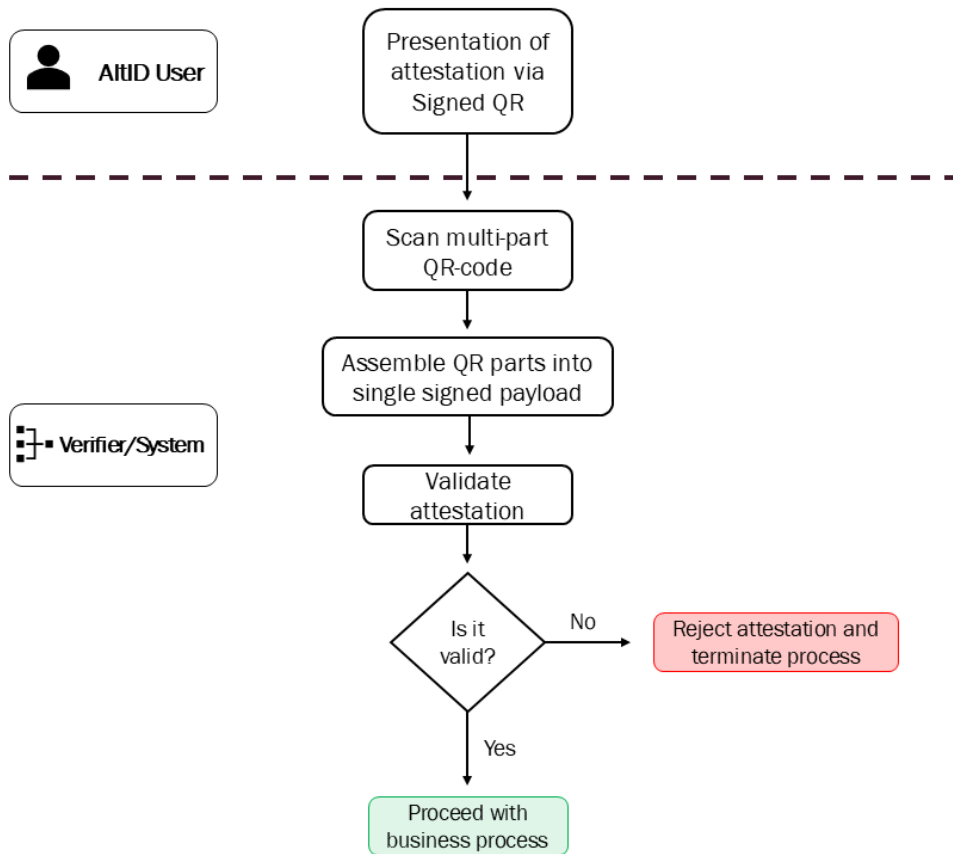 AltID User
Presentation of
attestation via
Signed QR
Scan multi-part
QR-code
Assemble QR parts into
single signed payload
Verifier/System
Validate
attestation
Is it
valid?
No
Reject attestation and
terminate process
Yes
Proceed with
business process